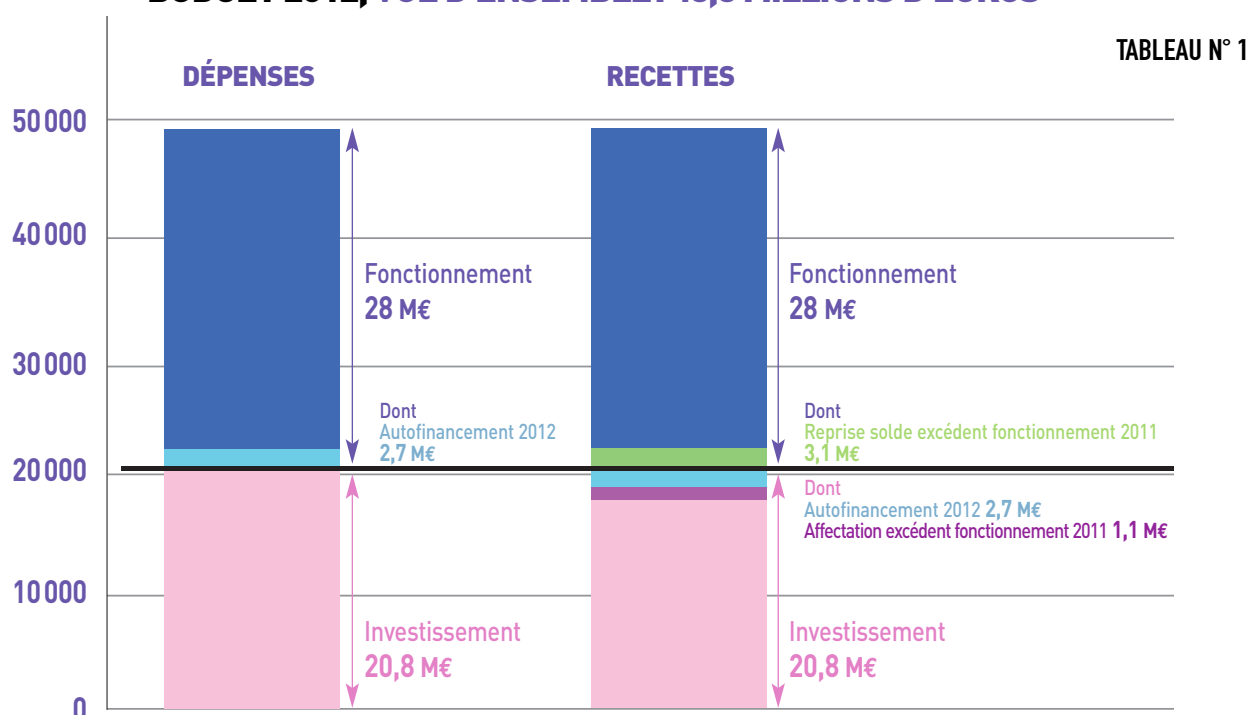 TABLEAU N° 1
DÉPENSES
RECETTES
50 000
40 000
30 000
20 000
10 000
0
Fonctionnement
28 M€
Dont
Autofinancement 2012
2,7 M€
Investissement
20,8 M€
Fonctionnement
28 M€
Dont
Reprise solde excédent fonctionnement 2011
3,1 M€
Dont
Autofinancement 2012 2,7 M€
Affectation excédent fonctionnement 2011 1,1 M€
Investissement
20,8 M€